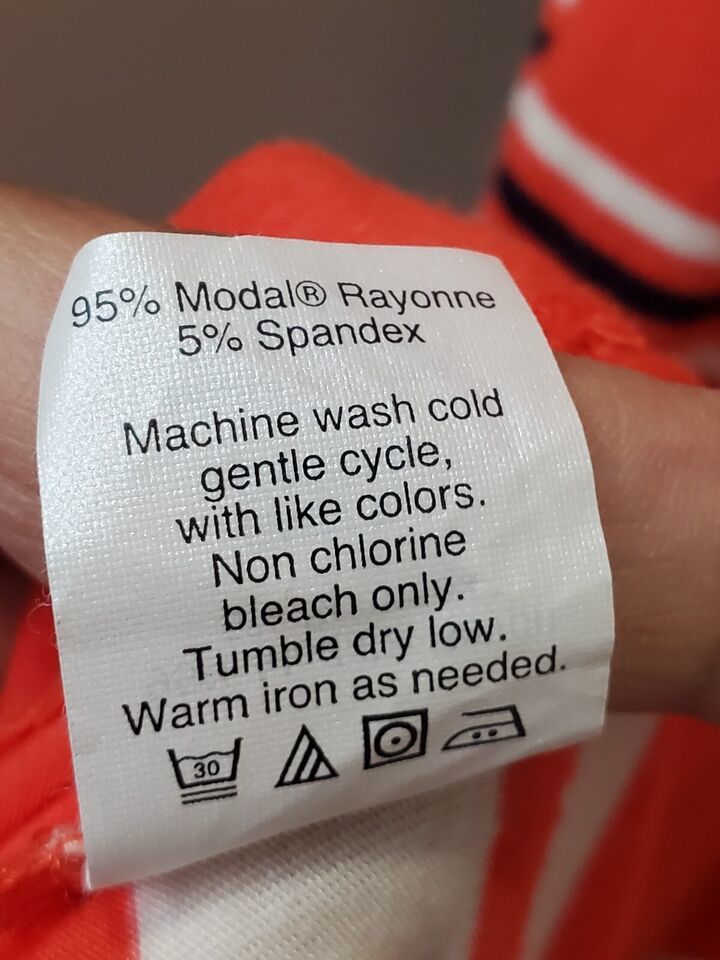 95% Modal® Rayonne
5% Spandex
Machine wash cold
gentle cycle,
with like colors.
Non chlorine
bleach only.
Tumble dry low.
Warm iron as needed.
30